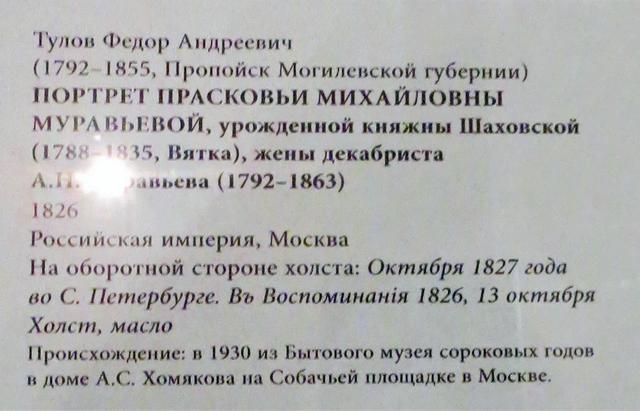 Тулов Федор Андреевич
(1792–1855, Пропойск Могилевской губернии)
ПОРТРЕТ ПРАСКОВЬИ МИХАЙЛОВНЫ
МУРАВЬЕВОЙ, урожденной княжны Шаховской
(1788–1835, Вятка), жены декабриста
А.Н. Муравьева (1792–1863)
1826
Российская империя, Москва
На оборотной стороне холста: Октября 1827 года
во С. Петербурге. Въ Воспоминанiя 1826, 13 октября
Холст, масло
Происхождение: в 1930 из Бытового музея сороковых годов
в доме А.С. Хомякова на Собачьей площадке в Москве.